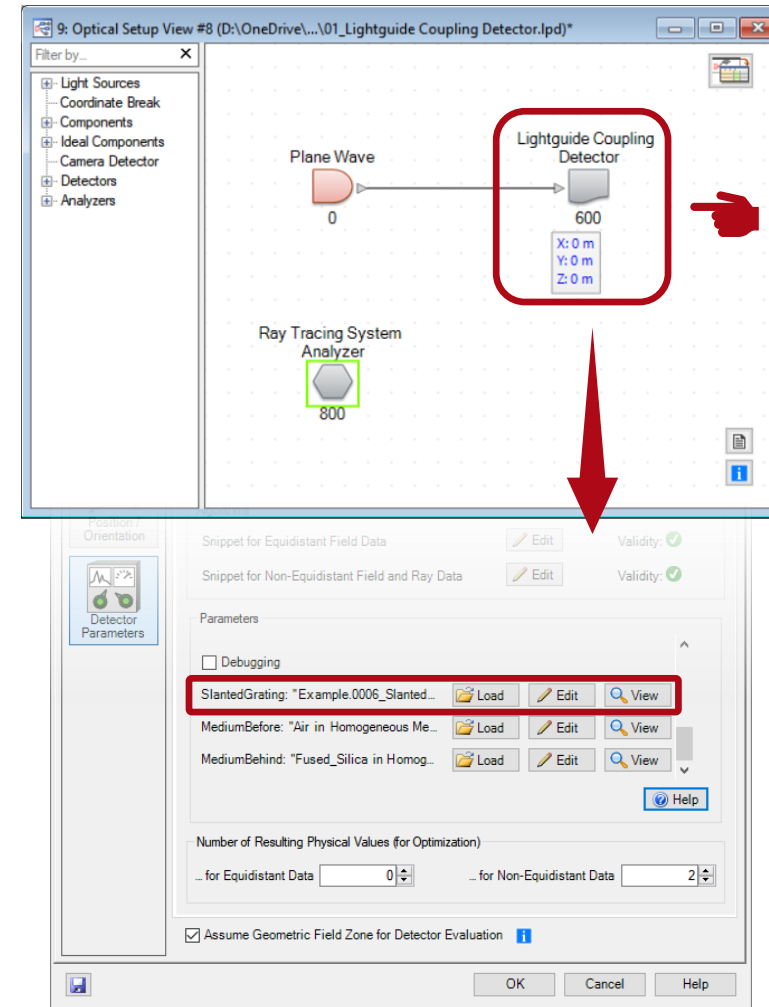 9: Optical Setup View #8 (D:\OneDrive\...\01_Lightguide Coupling Detector.lpd)*
Filter by...
Light Sources
Coordinate Break
Components
Ideal Components
Camera Detector
Detectors
Analyzers
Plane Wave
0
Lightguide Coupling
Detector
600
X: 0 m
Y: 0 m
Z: 0 m
Ray Tracing System
Analyzer
800
Position /
Orientation
Detector
Parameters
Snippet for Equidistant Field Data Edit Validity:
Snippet for Non-Equidistant Field and Ray Data Edit Validity:
Parameters
Debugging
SlantedGrating: "Example.0006_Slanted... Load Edit View
MediumBefore: "Air in Homogeneous Me... Load Edit View
MediumBehind: "Fused_Silica in Homog... Load Edit View
Help
Number of Resulting Physical Values (for Optimization)
... for Equidistant Data 0 ... for Non-Equidistant Data 2
Assume Geometric Field Zone for Detector Evaluation
OK Cancel Help